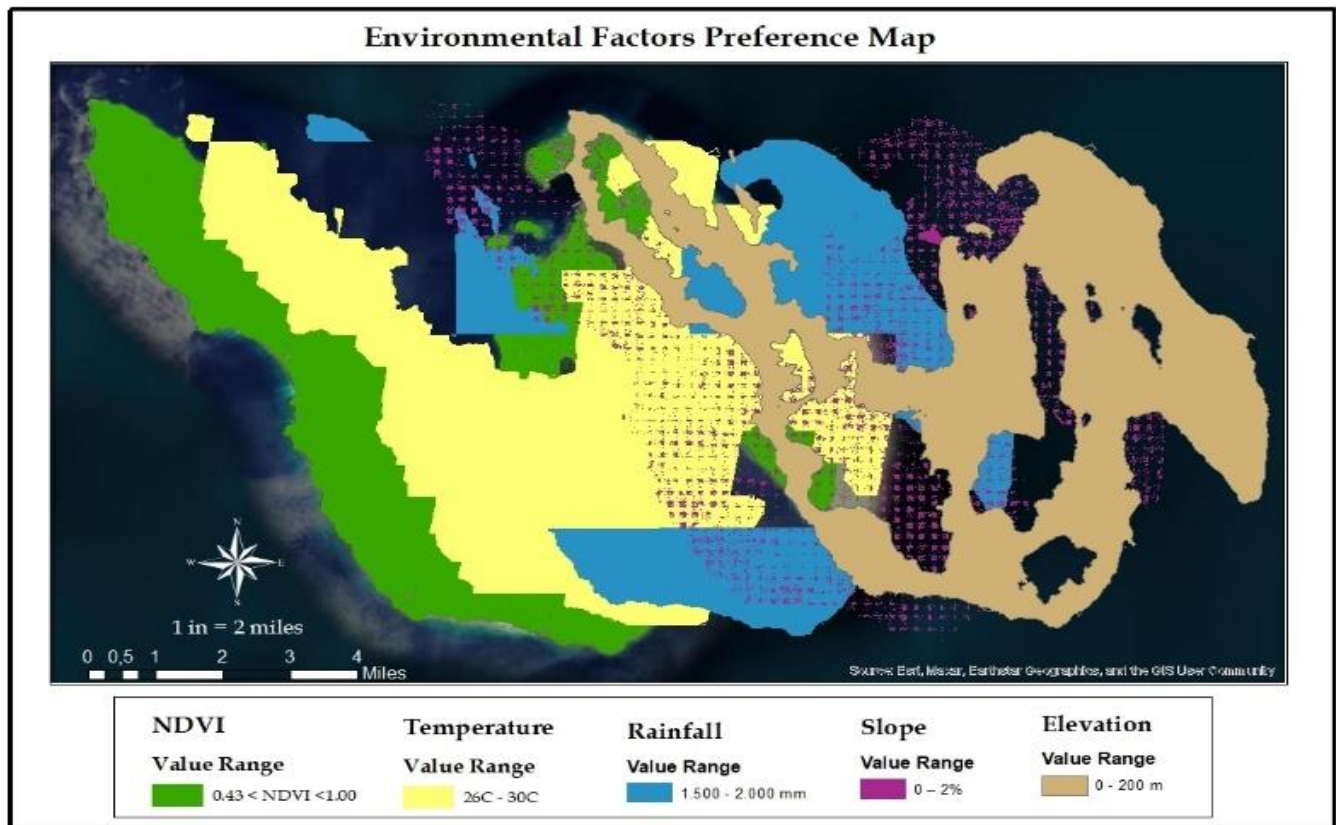 Environmental Factors Preference Map
N
W
E
S
1 in = 2 miles
0 0,5 1 2 3 4
Miles
Source: Esri, Maxar, Earthstar Geographics, and the GIS User Community
NDVI
Value Range
0.43 < NDVI <1.00
Temperature
Value Range
26C - 30C
Rainfall
Value Range
1.500 - 2.000 mm
Slope
Value Range
0 – 2%
Elevation
Value Range
0 - 200 m